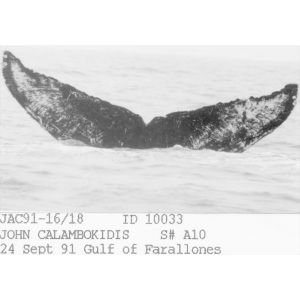 JAC91-16/18 ID 10033
JOHN CALAMBOKIDIS S# A10
24 Sept 91 Gulf of Farallones